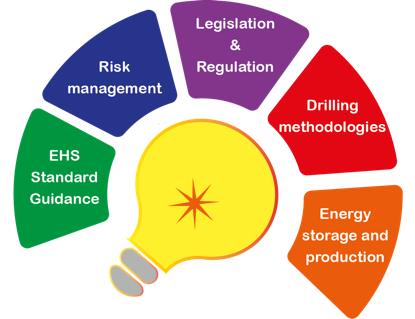 EHS
Standard
Guidance
Risk
management
Legislation
&
Regulation
Drilling
methodologies
Energy
storage and
production